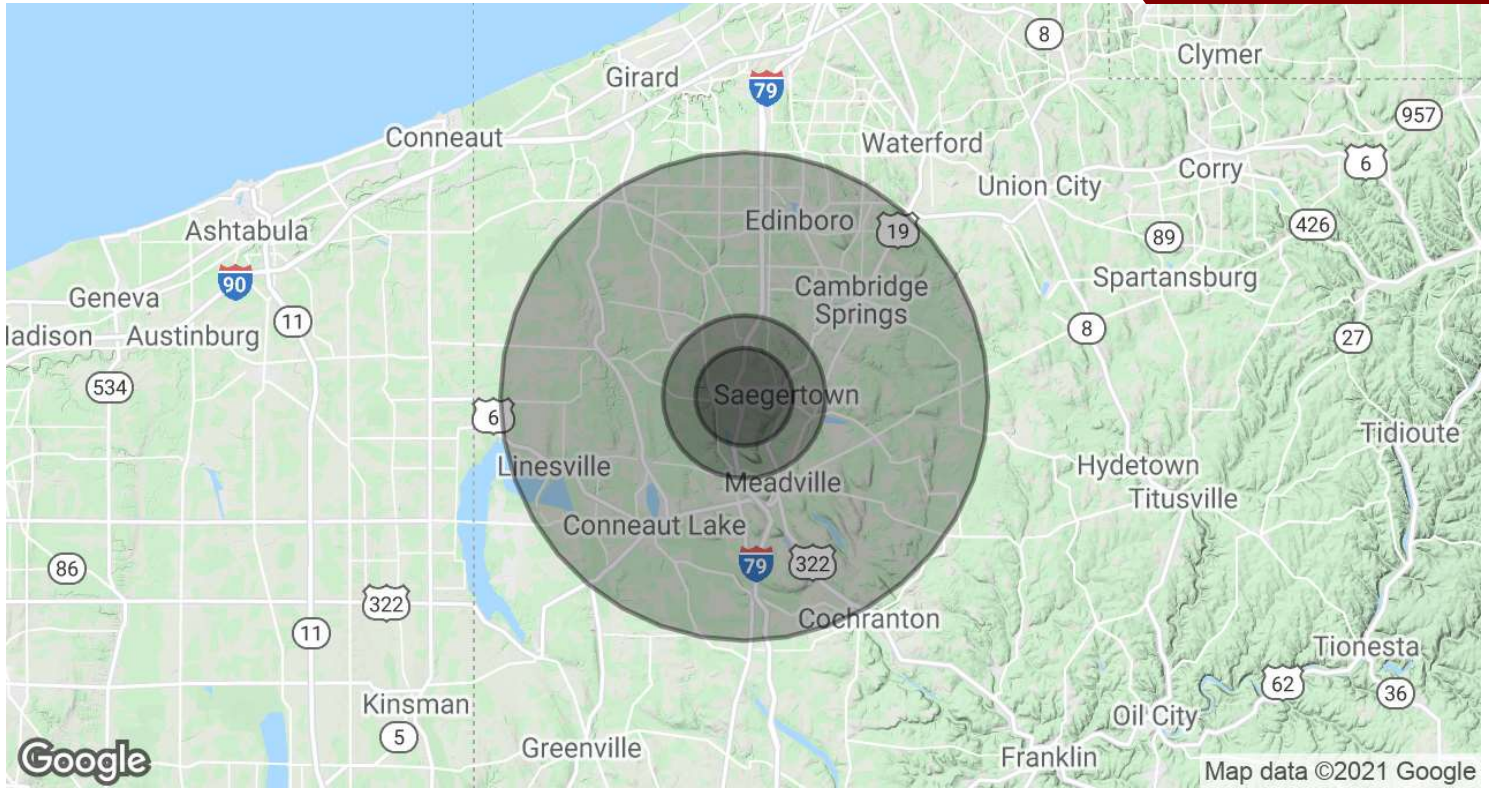 8
Clymer
Girard
79
957
Conneaut
Waterford
6
Corry
Union City
Edinboro
19
426
Ashtabula
89
90
Cambridge
Springs
Spartansburg
Geneva
11
8
27
adison
Austinburg
534
Saegertown
6
Tidioute
Linesville
Meadville
Hydetown
Titusville
Conneaut Lake
79
322
86
322
11
Cochranton
Tionesta
62
36
Kinsman
5
Oil City
Greenville
Franklin
Google
Map data ©2021 Google